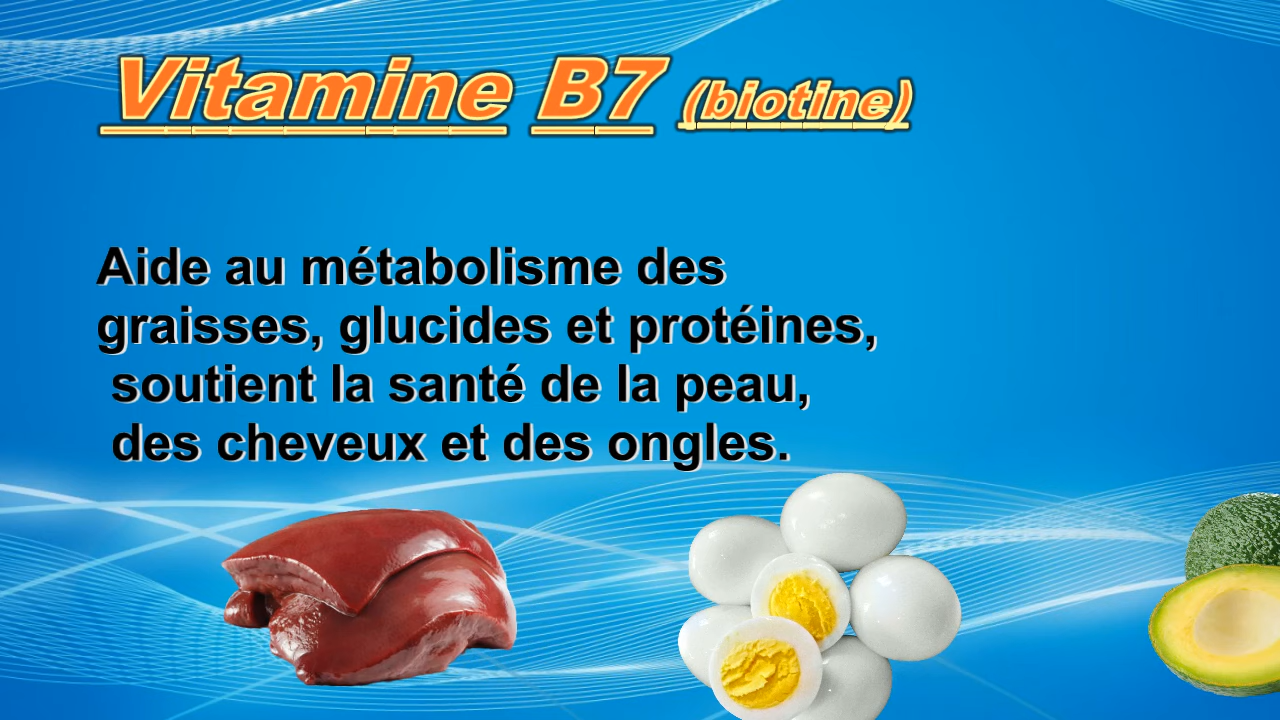 Vitamine B7 (biotine)
Aide au métabolisme des
graisses, glucides et protéines,
soutient la santé de la peau,
des cheveux et des ongles.